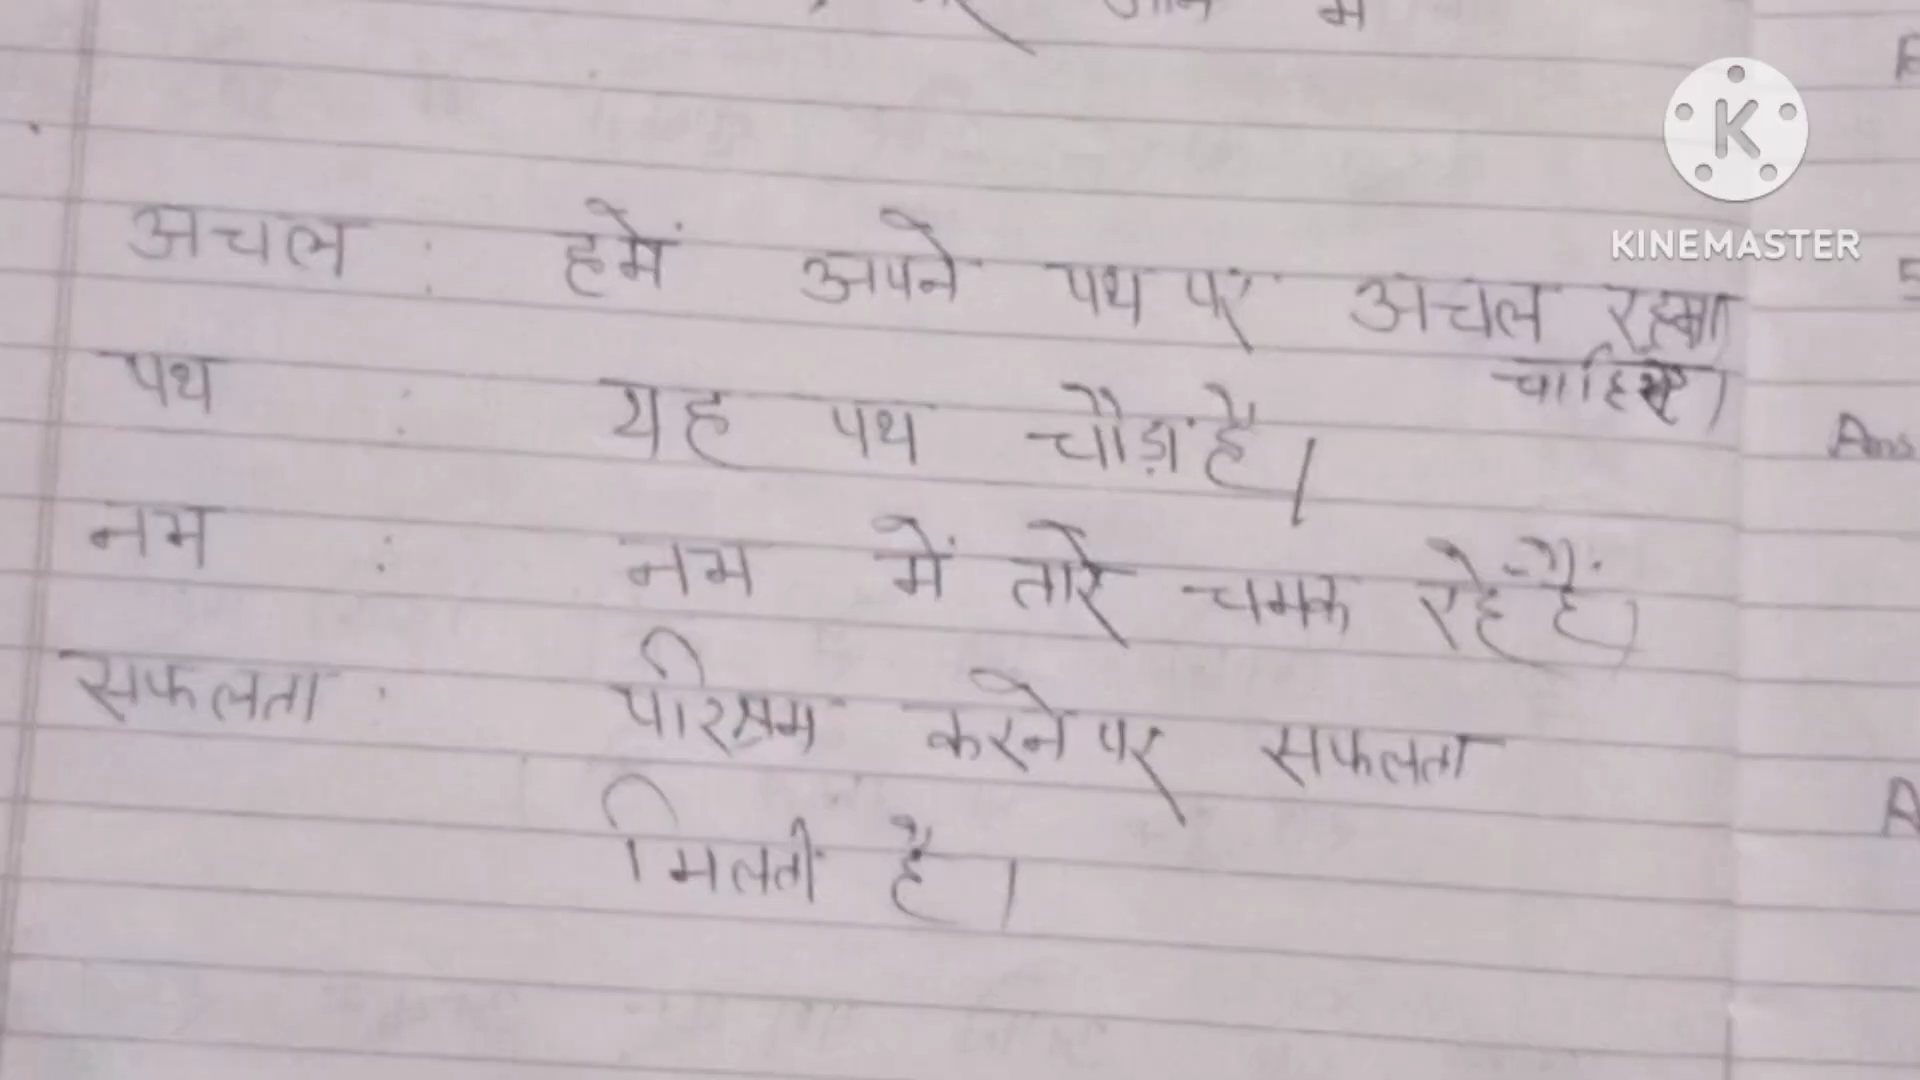 में
KINEMASTER
अचल : हमें अपने पथ पर अचल रहना
चाहिए।
पथ : यह पथ चौड़ा है।
नभ : नभ में तारे चमक रहे हैं।
सफलता : परिश्रम करने पर सफलता
मिलती है।
Ans